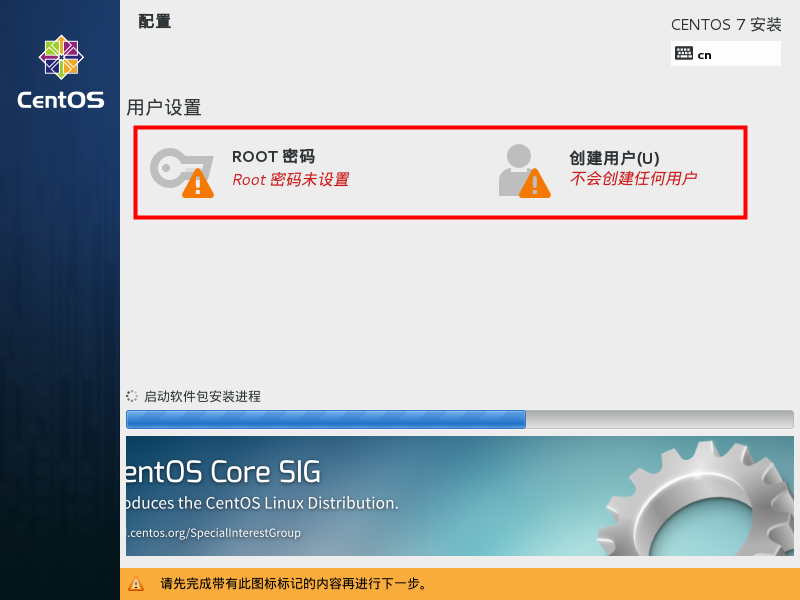 配置
CENTOS 7 安装
cn
CentOS
用户设置
ROOT 密码
Root 密码未设置
创建用户(U)
不会创建任何用户
启动软件包安装进程
entOS Core SIG
oduces the CentOS Linux Distribution.
.centos.org/SpecialInterestGroup
请先完成带有此图标标记的内容再进行下一步。